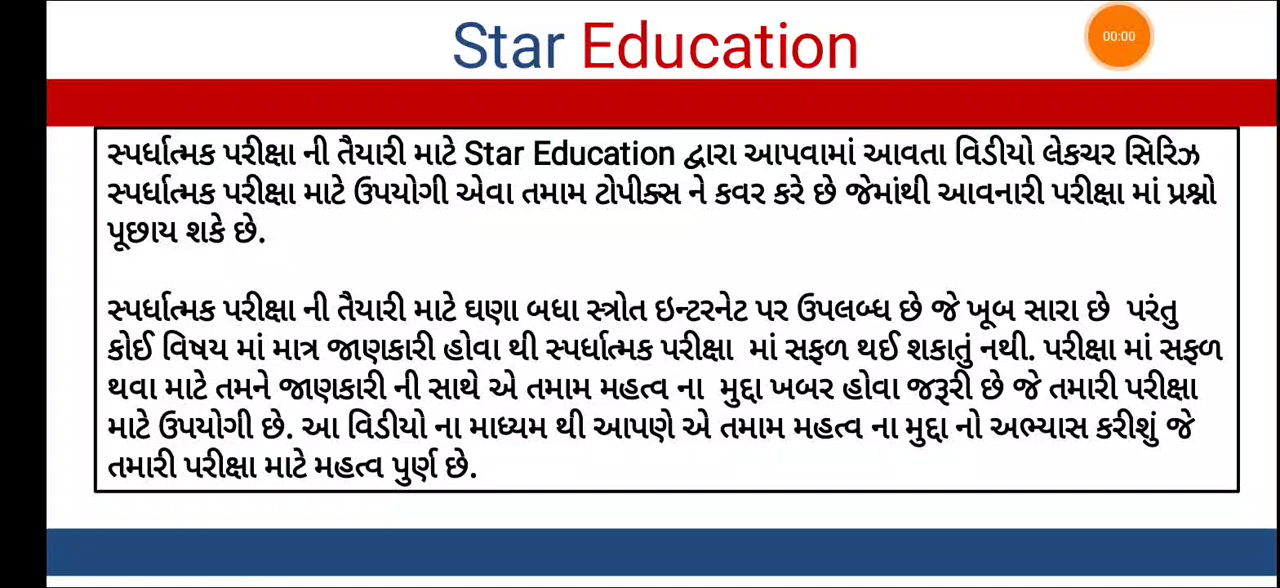 Star Education
00:00
સ્પર્ધાત્મક પરીક્ષા ની તૈયારી માટે Star Education દ્વારા આપવામાં આવતા વિડીયો લેકચર સિરિઝ
સ્પર્ધાત્મક પરીક્ષા માટે ઉપયોગી એવા તમામ ટોપીક્સ ને કવર કરે છે જેમાંથી આવનારી પરીક્ષા માં પ્રશ્નો
પૂછાય શકે છે.
સ્પર્ધાત્મક પરીક્ષા ની તૈયારી માટે ઘણા બધા સ્ત્રોત ઇન્ટરનેટ પર ઉપલબ્ધ છે જે ખૂબ સારા છે પરંતુ
કોઈ વિષય માં માત્ર જાણકારી હોવા થી સ્પર્ધાત્મક પરીક્ષા માં સફળ થઈ શકાતું નથી. પરીક્ષા માં સફળ
થવા માટે તમને જાણકારી ની સાથે એ તમામ મહત્વ ના મુદ્દા ખબર હોવા જરૂરી છે જે તમારી પરીક્ષા
માટે ઉપયોગી છે. આ વિડીયો ના માધ્યમ થી આપણે એ તમામ મહત્વ ના મુદ્દા નો અભ્યાસ કરીશું જે
તમારી પરીક્ષા માટે મહત્વ પુર્ણ છે.